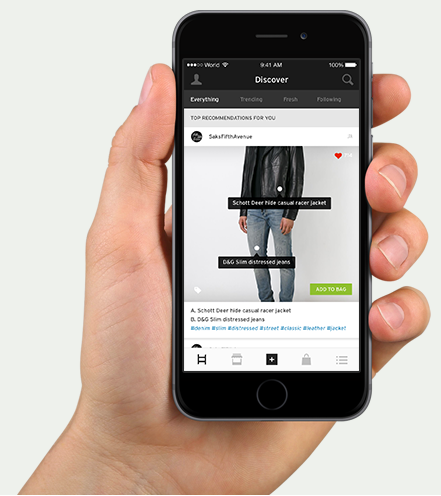 World 9:41 AM 100%
Discover
Everything Trending Fresh Following
TOP RECOMMENDATIONS FOR YOU
SaksFifthAvenue
Schott Deer hide casual racer jacket
D&G Slim distressed jeans
ADD TO BAG
A. Schott Deer hide casual racer jacket
B. D&G Slim distressed jeans
#denim #slim #distressed #street #classic #leather #jacket